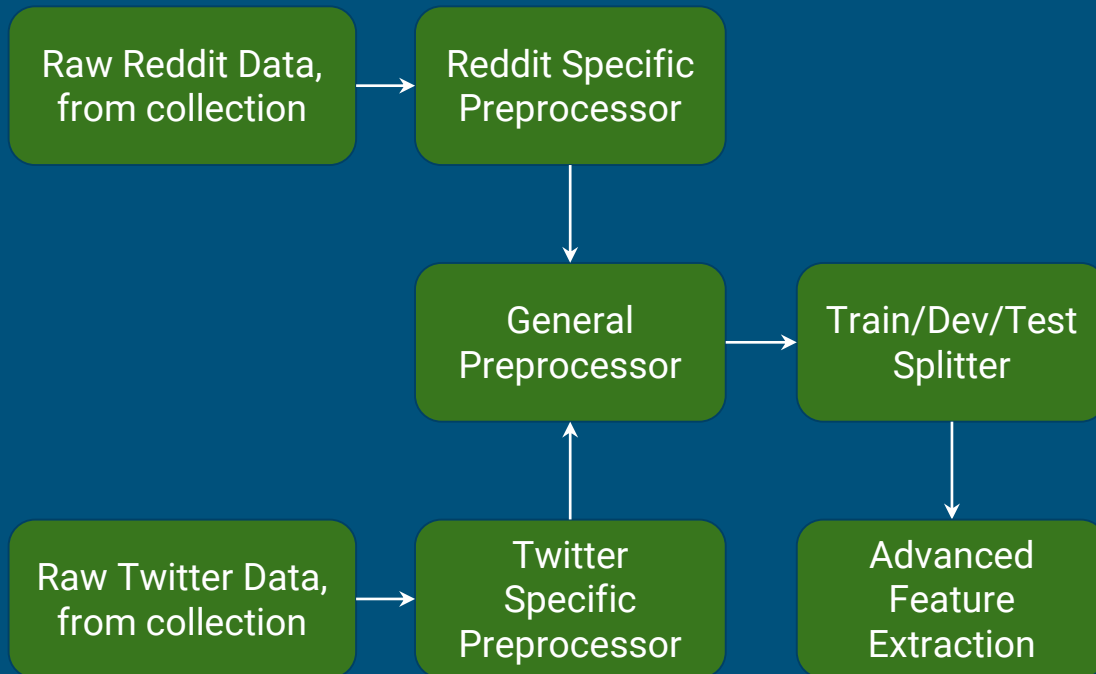 Raw Reddit Data,
from collection
Reddit Specific
Preprocessor
General
Preprocessor
Train/Dev/Test
Splitter
Raw Twitter Data,
from collection
Twitter
Specific
Preprocessor
Advanced
Feature
Extraction